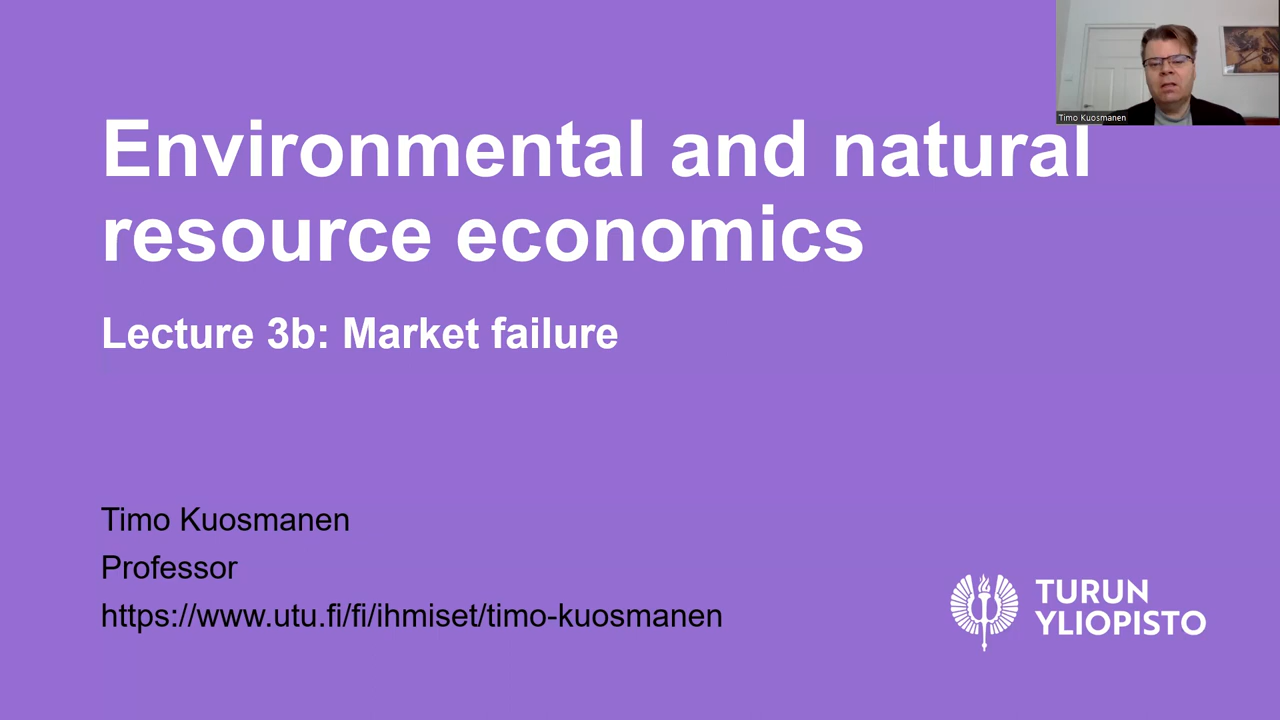 Timo Kuosmanen
Environmental and natural
resource economics
Lecture 3b: Market failure
Timo Kuosmanen
Professor
https://www.utu.fi/fi/ihmiset/timo-kuosmanen
TURUN
YLIOPISTO